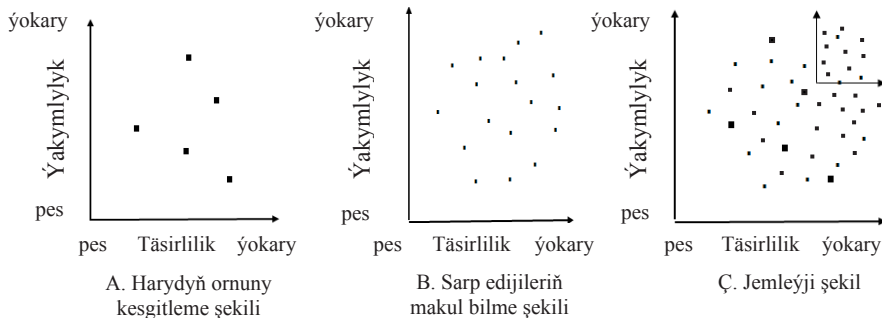 ýokary
Ýakymlylyk
pes
pes Täsirlilik ýokary
A. Harydyň ornuny
kesgitleme şekili
ýokary
Ýakymlylyk
pes
pes Täsirlilik ýokary
B. Sarp edijileriň
makul bilme şekili
ýokary
Ýakymlylyk
pes
pes Täsirlilik ýokary
Ç. Jemleýji şekil